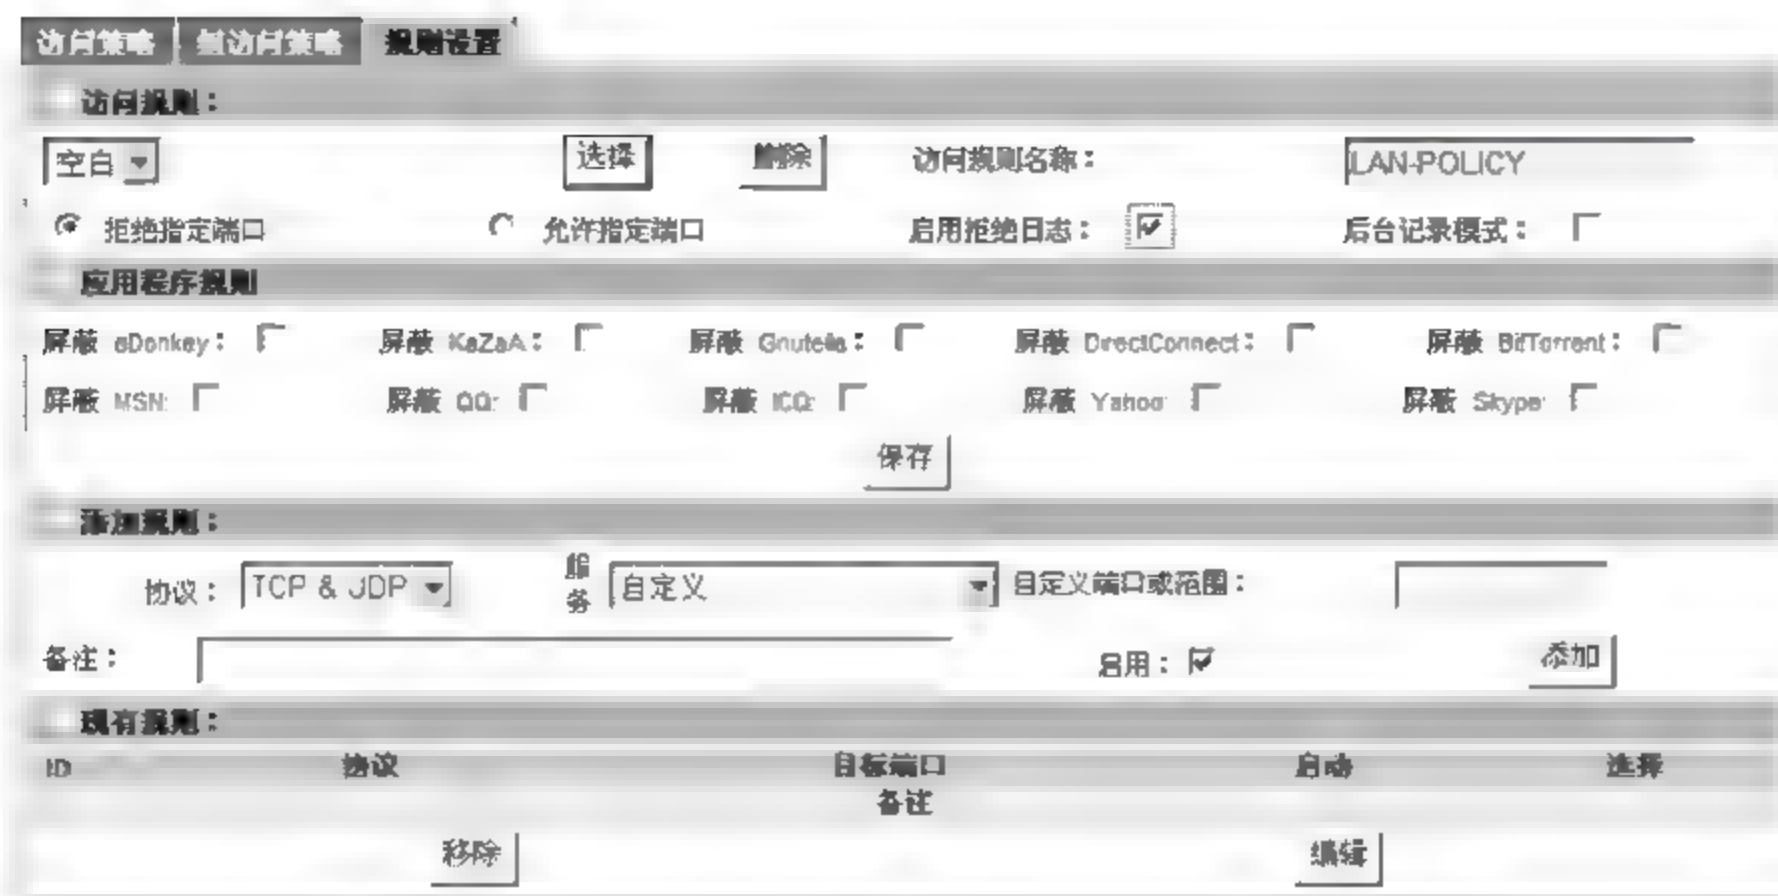 访问策略 组访问策略 规则设置
访问规则：
空白 选择 删除 访问规则名称： LAN-POLICY
拒绝指定端口 允许指定端口 启用拒绝日志： 后台记录模式：
应用程序规则
屏蔽 eDonkey： 屏蔽 KaZaA： 屏蔽 Gnutella： 屏蔽 DirectConnect： 屏蔽 BitTorrent：
屏蔽 MSN: 屏蔽 QQ: 屏蔽 ICQ: 屏蔽 Yahoo: 屏蔽 Skype:
保存
添加规则：
协议： TCP & UDP 服务 自定义 自定义端口或范围：
备注： 启用： 添加
现有规则：
ID 协议 目标端口 启动 选择
备注
移除 编辑